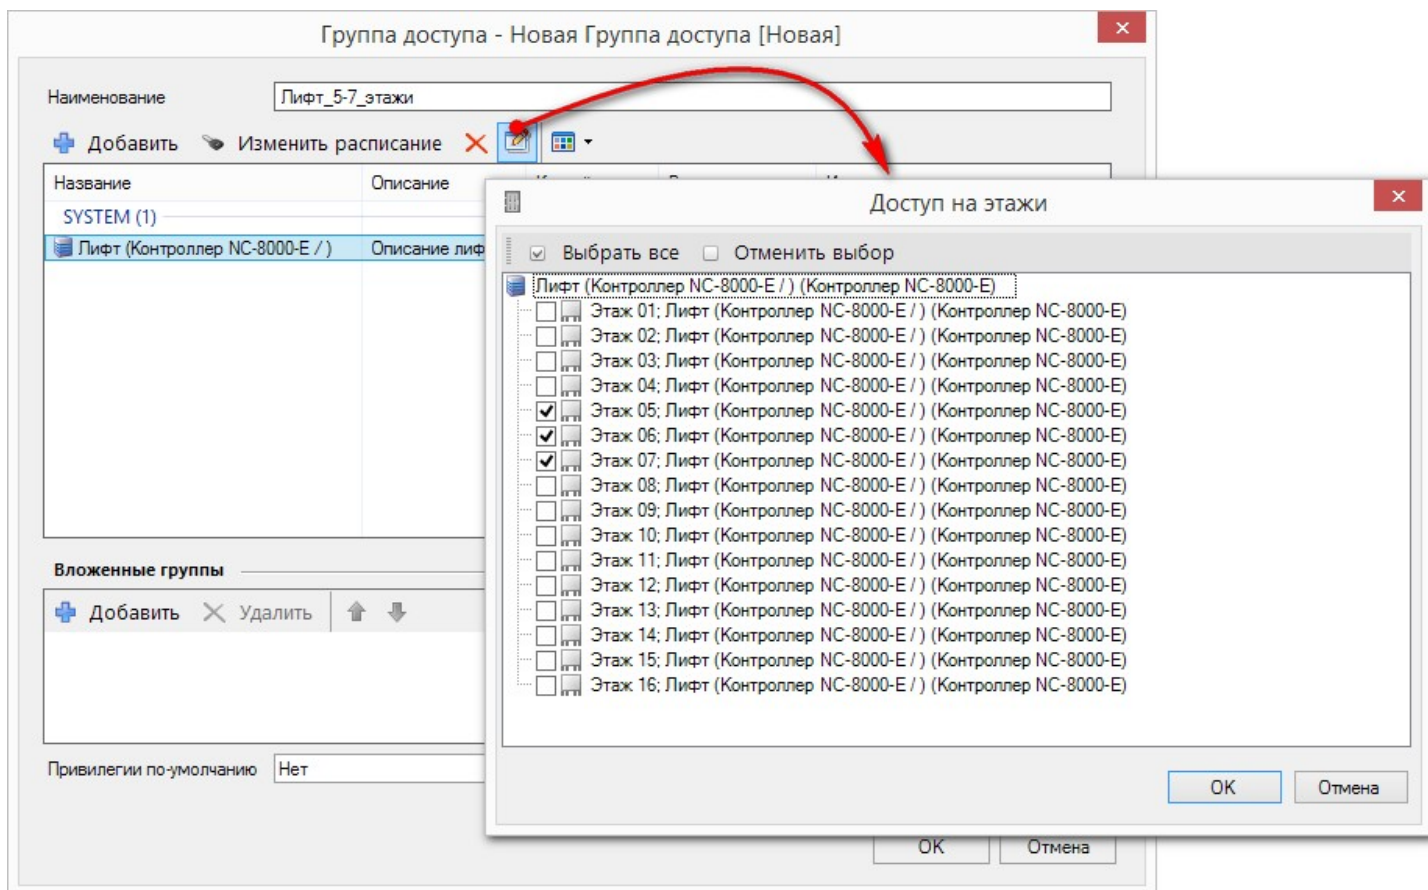 Группа доступа - Новая Группа доступа [Новая]
Наименование
Лифт_5-7_этажи
Добавить Изменить расписание
Название Описание
SYSTEM (1)
Лифт (Контроллер NC-8000-E / ) Описание лиф
Доступ на этажи
Выбрать все Отменить выбор
Лифт (Контроллер NC-8000-E / ) (Контроллер NC-8000-E)
Этаж 01; Лифт (Контроллер NC-8000-E / ) (Контроллер NC-8000-E)
Этаж 02; Лифт (Контроллер NC-8000-E / ) (Контроллер NC-8000-E)
Этаж 03; Лифт (Контроллер NC-8000-E / ) (Контроллер NC-8000-E)
Этаж 04; Лифт (Контроллер NC-8000-E / ) (Контроллер NC-8000-E)
Этаж 05; Лифт (Контроллер NC-8000-E / ) (Контроллер NC-8000-E)
Этаж 06; Лифт (Контроллер NC-8000-E / ) (Контроллер NC-8000-E)
Этаж 07; Лифт (Контроллер NC-8000-E / ) (Контроллер NC-8000-E)
Этаж 08; Лифт (Контроллер NC-8000-E / ) (Контроллер NC-8000-E)
Этаж 09; Лифт (Контроллер NC-8000-E / ) (Контроллер NC-8000-E)
Этаж 10; Лифт (Контроллер NC-8000-E / ) (Контроллер NC-8000-E)
Этаж 11; Лифт (Контроллер NC-8000-E / ) (Контроллер NC-8000-E)
Этаж 12; Лифт (Контроллер NC-8000-E / ) (Контроллер NC-8000-E)
Этаж 13; Лифт (Контроллер NC-8000-E / ) (Контроллер NC-8000-E)
Этаж 14; Лифт (Контроллер NC-8000-E / ) (Контроллер NC-8000-E)
Этаж 15; Лифт (Контроллер NC-8000-E / ) (Контроллер NC-8000-E)
Этаж 16; Лифт (Контроллер NC-8000-E / ) (Контроллер NC-8000-E)
OK Отмена
Вложенные группы
Добавить Удалить
Привилегии по-умолчанию Нет
OK Отмена